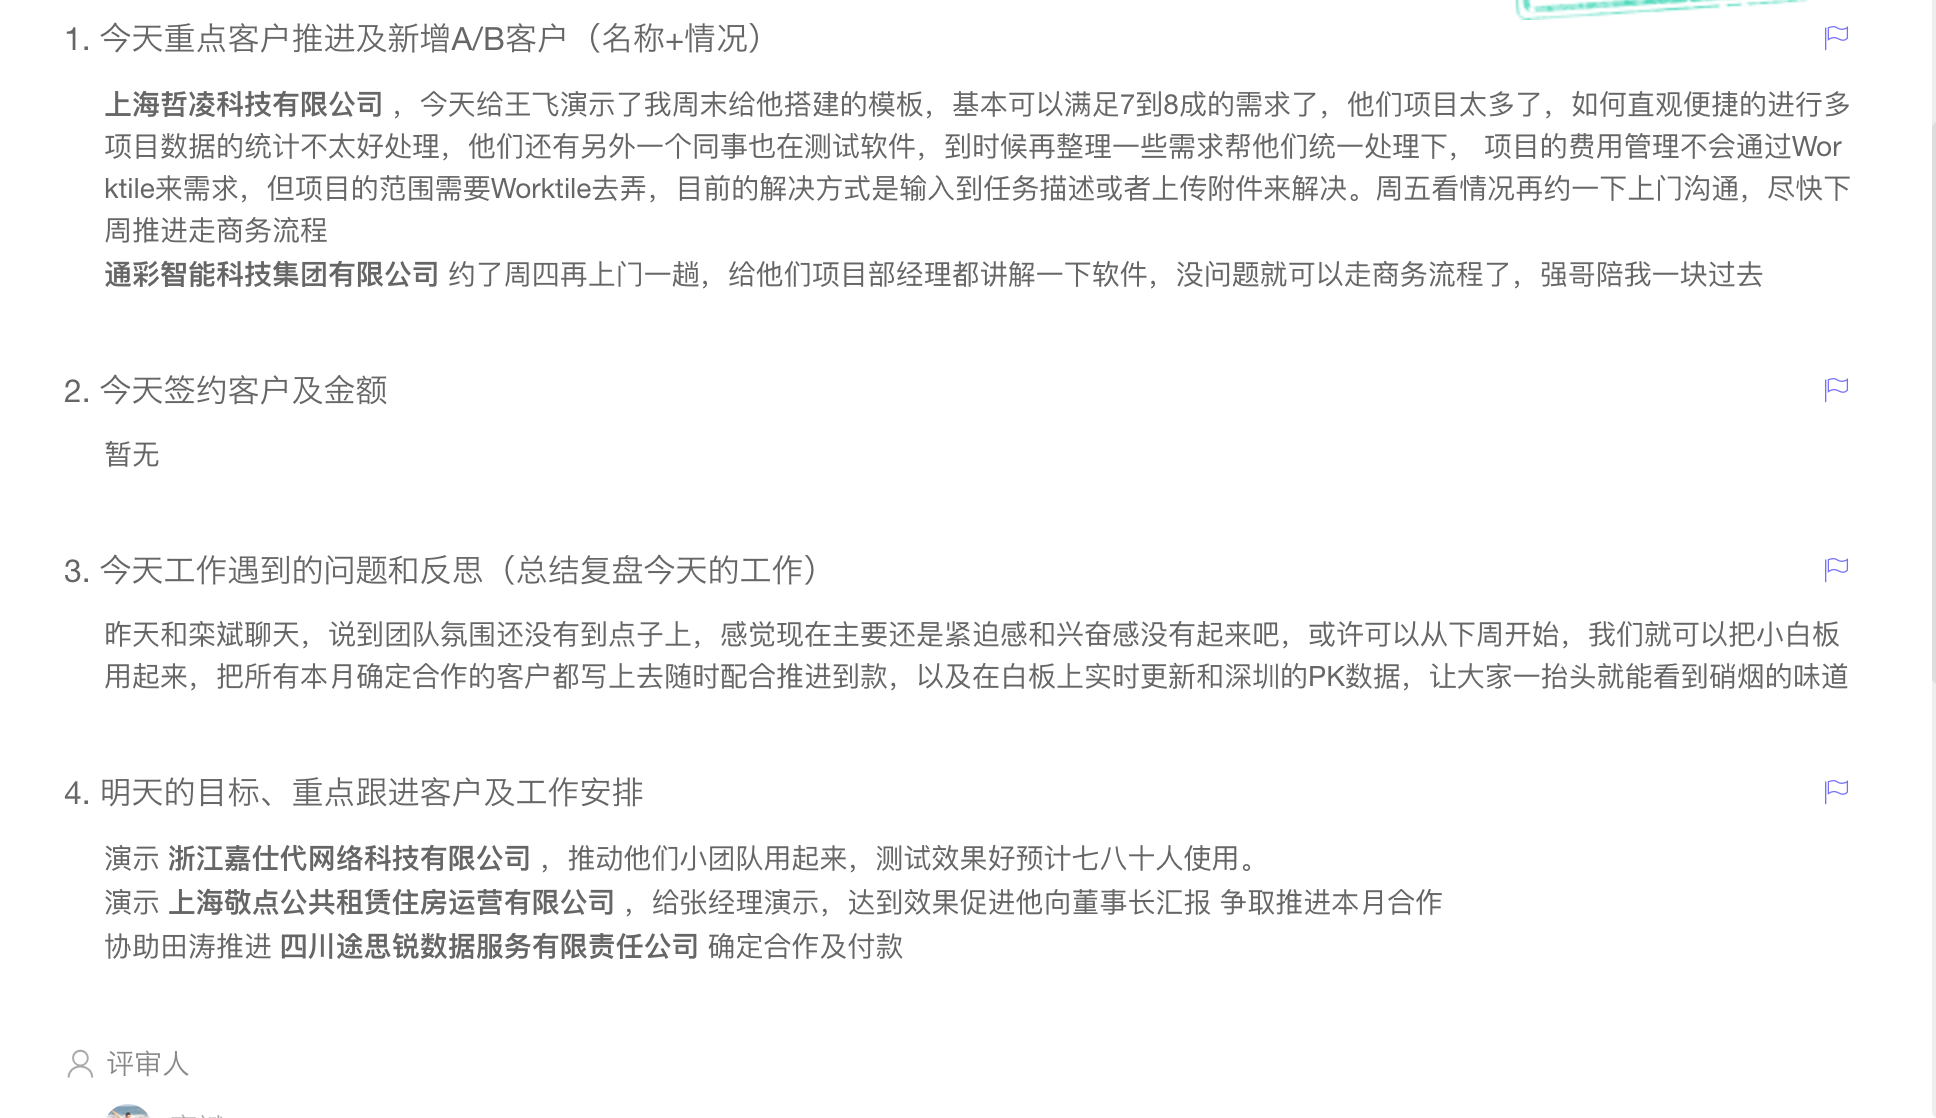 1. 今天重点客户推进及新增A/B客户（名称+情况）
上海哲凌科技有限公司 ，今天给王飞演示了我周末给他搭建的模板，基本可以满足7到8成的需求了，他们项目太多了，如何直观便捷的进行多
项目数据的统计不太好处理，他们还有另外一个同事也在测试软件，到时候再整理一些需求帮他们统一处理下， 项目的费用管理不会通过Wor
ktile来需求，但项目的范围需要Worktile去弄，目前的解决方式是输入到任务描述或者上传附件来解决。周五看情况再约一下上门沟通，尽快下
周推进走商务流程
通彩智能科技集团有限公司 约了周四再上门一趟，给他们项目部经理都讲解一下软件，没问题就可以走商务流程了，强哥陪我一块过去
2. 今天签约客户及金额
暂无
3. 今天工作遇到的问题和反思（总结复盘今天的工作）
昨天和栾斌聊天，说到团队氛围还没有到点子上，感觉现在主要还是紧迫感和兴奋感没有起来吧，或许可以从下周开始，我们就可以把小白板
用起来，把所有本月确定合作的客户都写上去随时配合推进到款，以及在白板上实时更新和深圳的PK数据，让大家一抬头就能看到硝烟的味道
4. 明天的目标、重点跟进客户及工作安排
演示 浙江嘉仕代网络科技有限公司 ，推动他们小团队用起来，测试效果好预计七八十人使用。
演示 上海敬点公共租赁住房运营有限公司 ，给张经理演示，达到效果促进他向董事长汇报 争取推进本月合作
协助田涛推进 四川途思锐数据服务有限责任公司 确定合作及付款
评审人